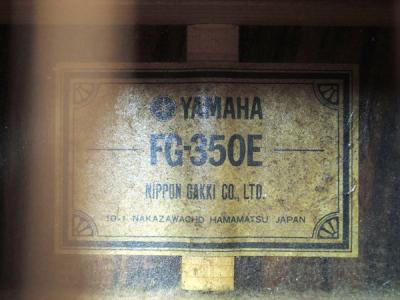 YAMAHA
FG-350E
NIPPON GAKKI CO., LTD.
10-1 NAKAZAWACHO HAMAMATSU JAPAN